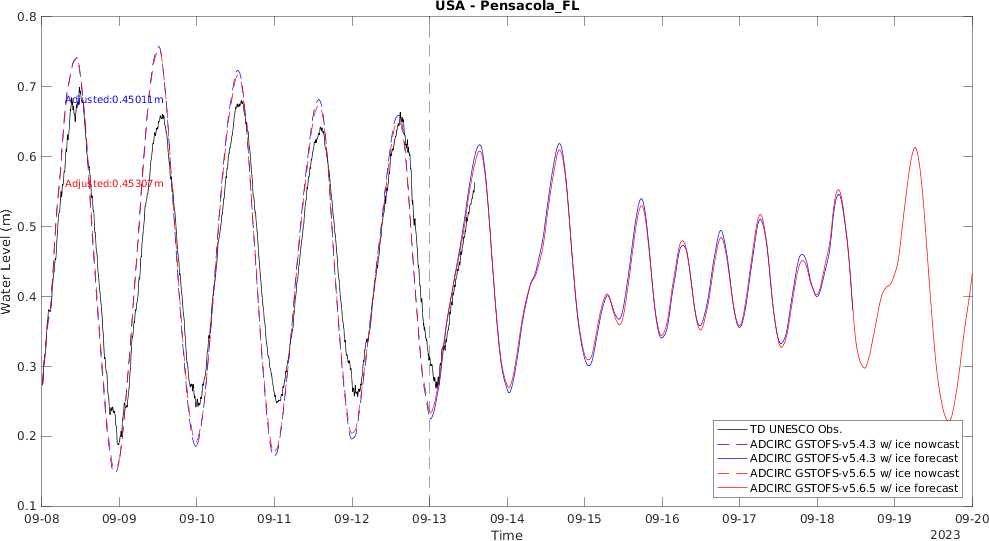 USA - Pensacola_FL
0.8
0.7
0.6
0.5
0.4
0.3
0.2
0.1
Water Level (m)
Adjusted:0.45011m
Adjusted:0.45307m
TD UNESCO Obs.
ADCIRC GSTOFS-v5.4.3 w/ ice nowcast
ADCIRC GSTOFS-v5.4.3 w/ ice forecast
ADCIRC GSTOFS-v5.6.5 w/ ice nowcast
ADCIRC GSTOFS-v5.6.5 w/ ice forecast
09-08 09-09 09-10 09-11 09-12 09-13 09-14 09-15 09-16 09-17 09-18 09-19 09-20
Time
2023